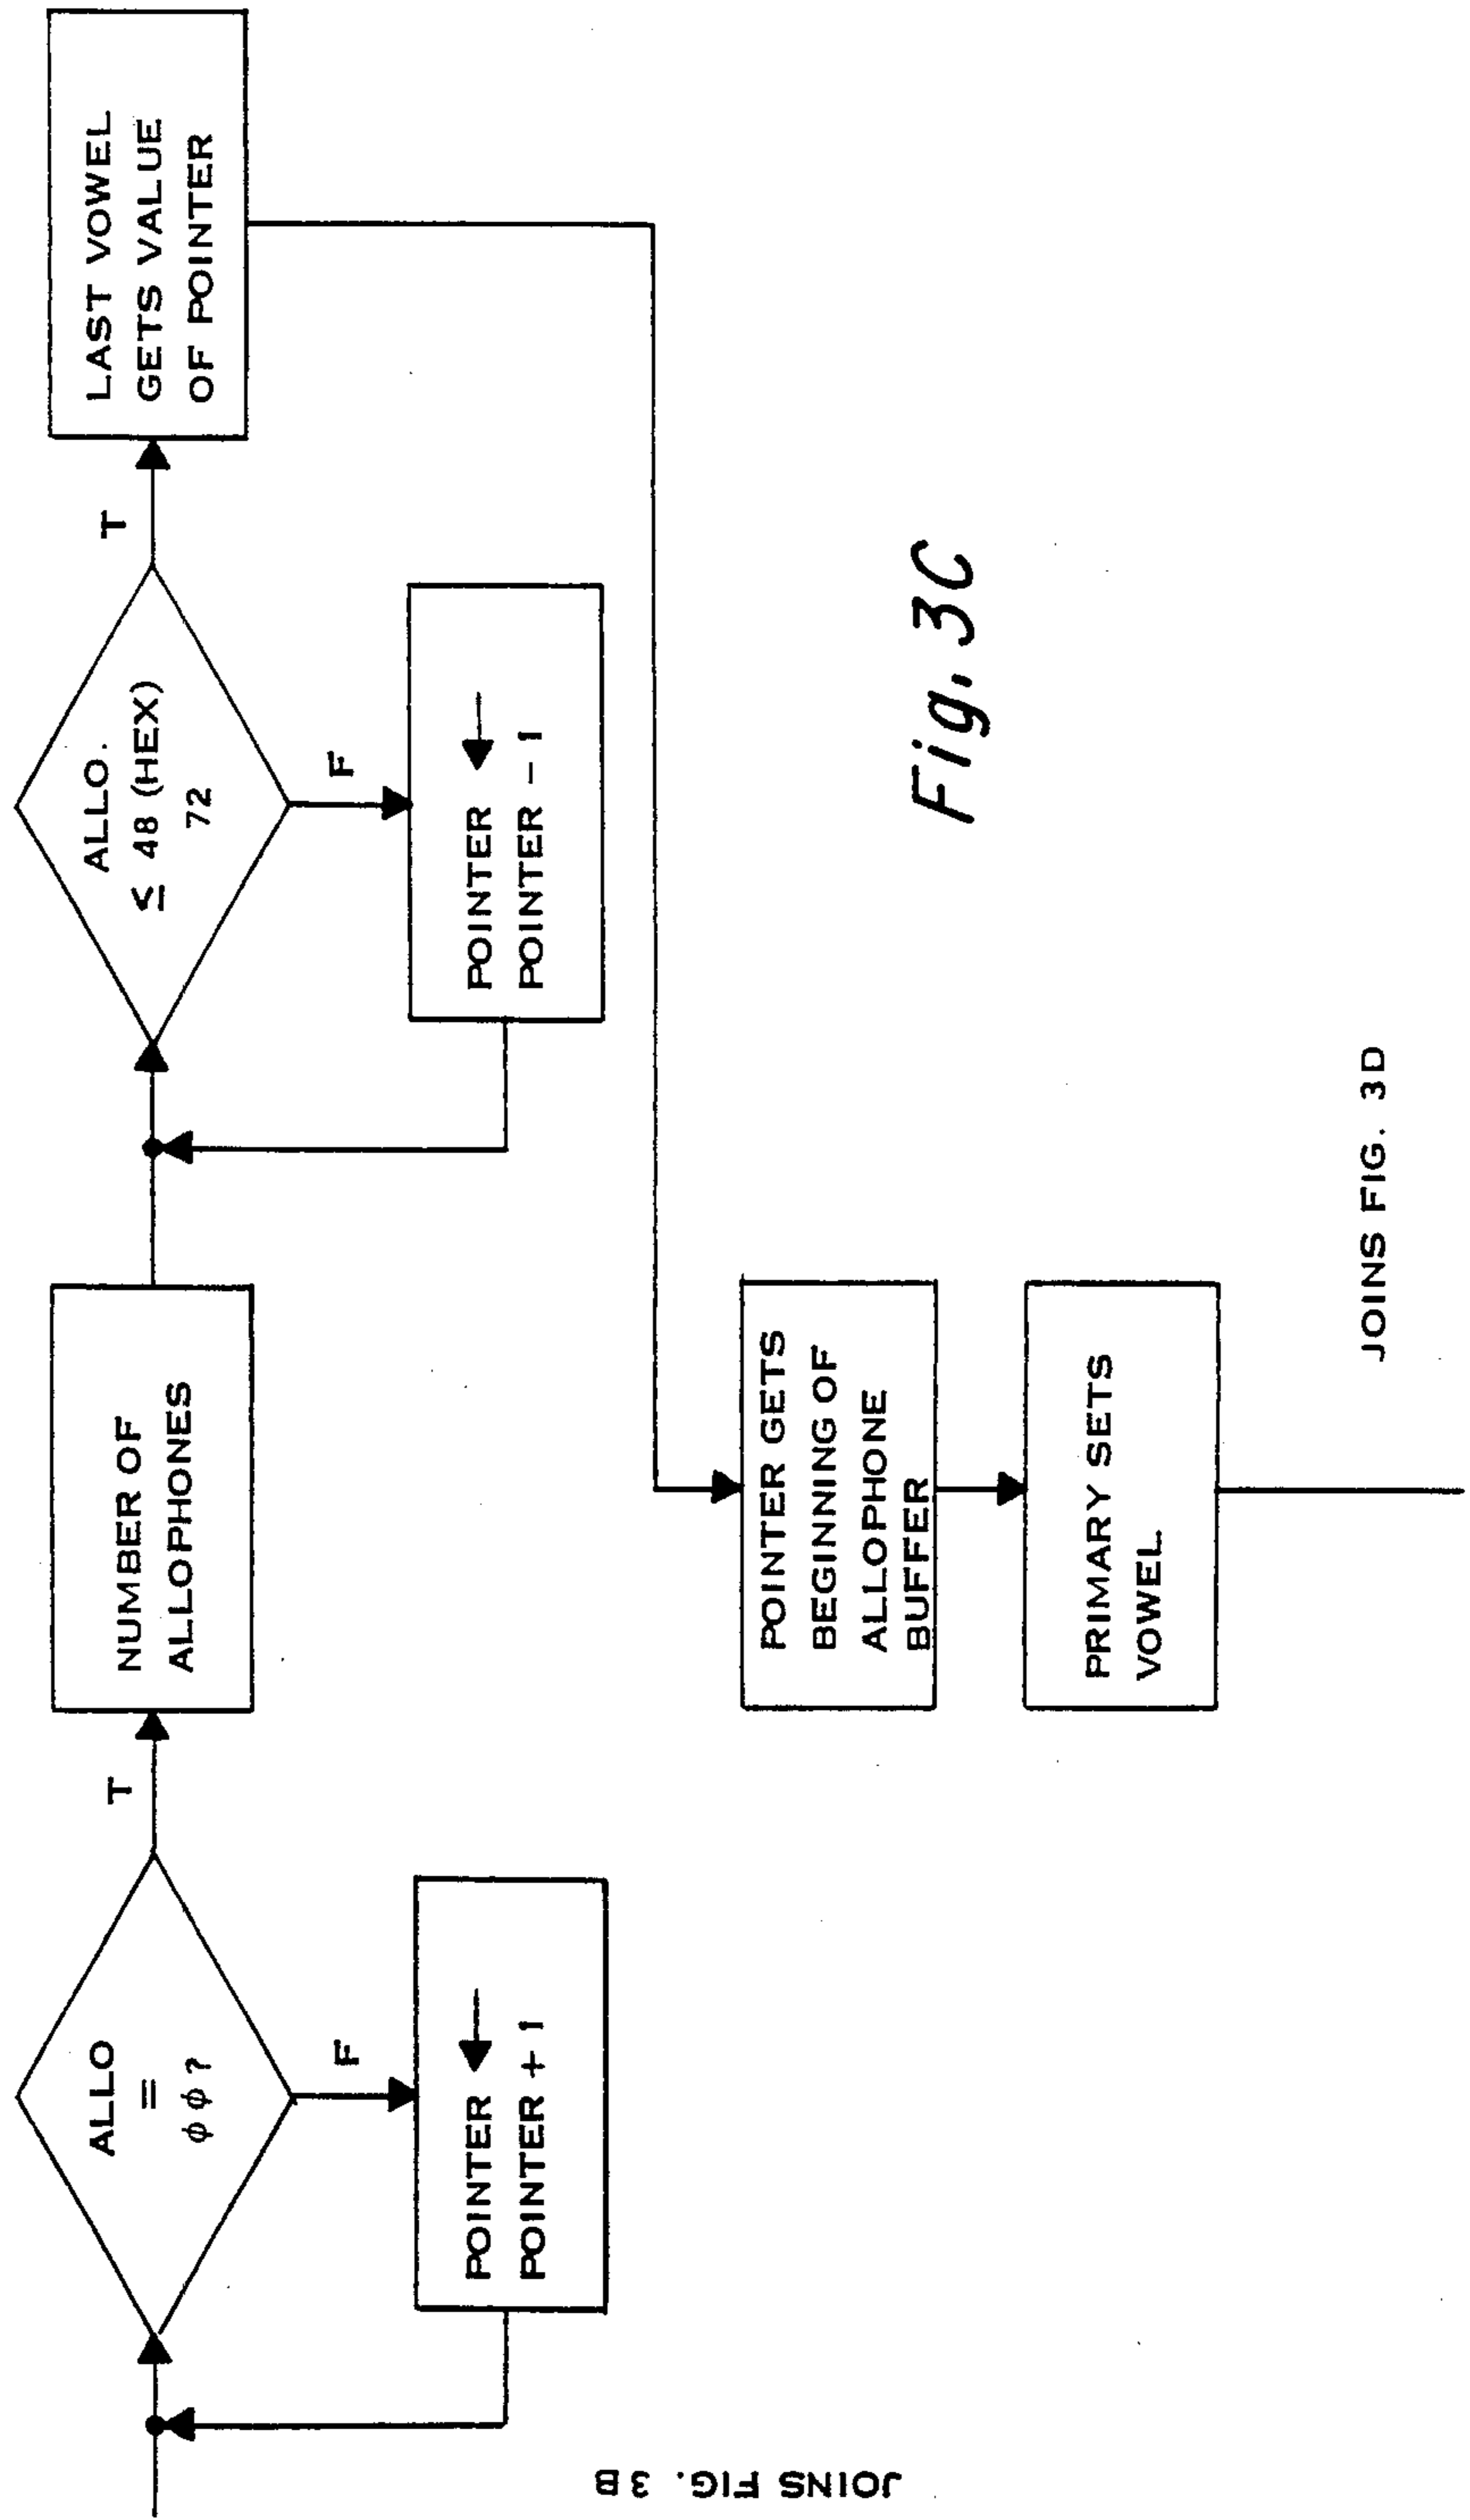 JOINS FIG. 3B
ALLO
=
φφ?
T
F
POINTER ←
POINTER + 1
NUMBER OF
ALLOPHONES
ALLO.
≤ 48 (HEX)
72
T
F
POINTER ←
POINTER - 1
LAST VOWEL
GETS VALUE
OF POINTER
POINTER GETS
BEGINNING OF
ALLOPHONE
BUFFER
PRIMARY SETS
VOWEL
JOINS FIG. 3D
Fig. 3C